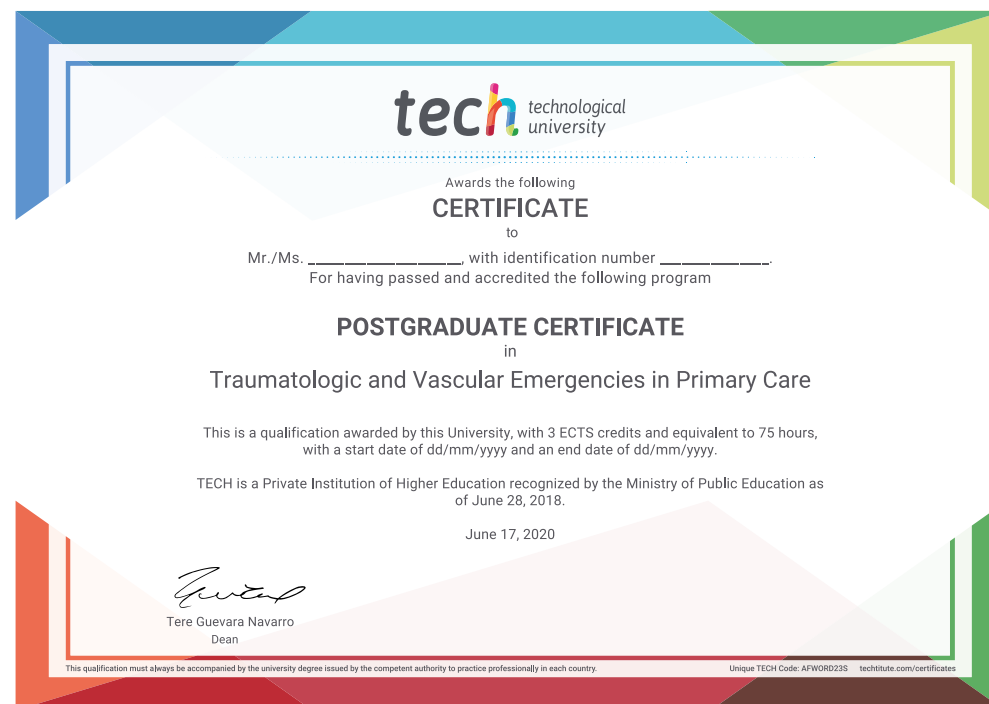 tech technological
university
Awards the following
CERTIFICATE
to
Mr./Ms. ____________________, with identification number ______________.
For having passed and accredited the following program
POSTGRADUATE CERTIFICATE
in
Traumatologic and Vascular Emergencies in Primary Care
This is a qualification awarded by this University, with 3 ECTS credits and equivalent to 75 hours,
with a start date of dd/mm/yyyy and an end date of dd/mm/yyyy.
TECH is a Private Institution of Higher Education recognized by the Ministry of Public Education as
of June 28, 2018.
June 17, 2020
Tere Guevara Navarro
Dean
This qualification must always be accompanied by the university degree issued by the competent authority to practice professionally in each country. Unique TECH Code: AFWORD23S techtitute.com/certificates